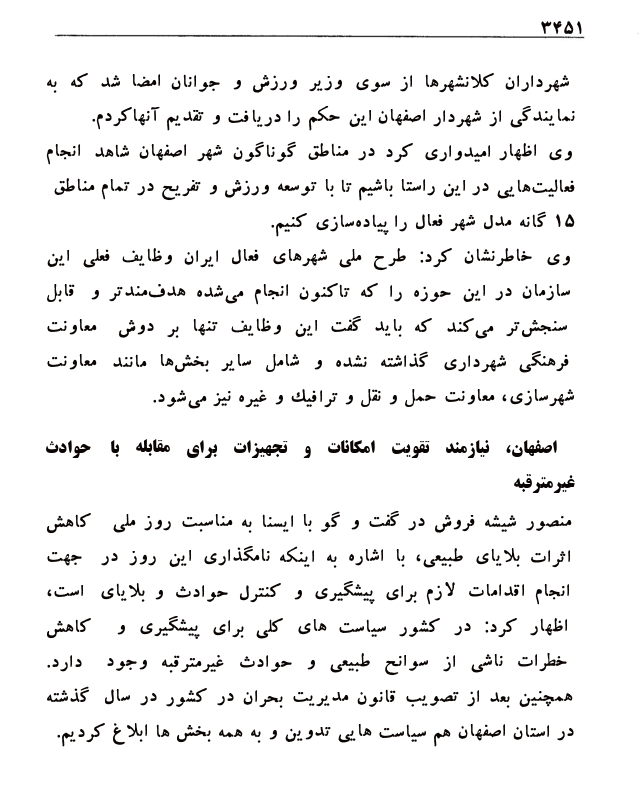 ۳۴۵۱
شهرداران کلانشهرها از سوی وزیر ورزش و جوانان امضا شد که به
نمایندگی از شهردار اصفهان این حکم را دریافت و تقدیم آنهاکردم.
وی اظهار امیدواری کرد در مناطق گوناگون شهر اصفهان شاهد انجام
فعالیت‌هایی در این راستا باشیم تا با توسعه ورزش و تفریح در تمام مناطق
۱۵ گانه مدل شهر فعال را پیاده‌سازی کنیم.
وی خاطرنشان کرد: طرح ملی شهرهای فعال ایران وظایف فعلی این
سازمان در این حوزه را که تاکنون انجام می‌شده هدف‌مندتر و قابل
سنجش‌تر می‌کند که باید گفت این وظایف تنها بر دوش معاونت
فرهنگی شهرداری گذاشته نشده و شامل سایر بخش‌ها مانند معاونت
شهرسازی، معاونت حمل و نقل و ترافیك و غیره نیز می‌شود.
اصفهان، نیازمند تقویت امکانات و تجهیزات برای مقابله با حوادث
غیرمترقبه
منصور شیشه فروش در گفت و گو با ایسنا به مناسبت روز ملی کاهش
اثرات بلایای طبیعی، با اشاره به اینکه نامگذاری این روز در جهت
انجام اقدامات لازم برای پیشگیری و کنترل حوادث و بلایای است،
اظهار کرد: در کشور سیاست های کلی برای پیشگیری و کاهش
خطرات ناشی از سوانح طبیعی و حوادث غیرمترقبه وجود دارد.
همچنین بعد از تصویب قانون مدیریت بحران در کشور در سال گذشته
در استان اصفهان هم سیاست هایی تدوین و به همه بخش ها ابلاغ کردیم.